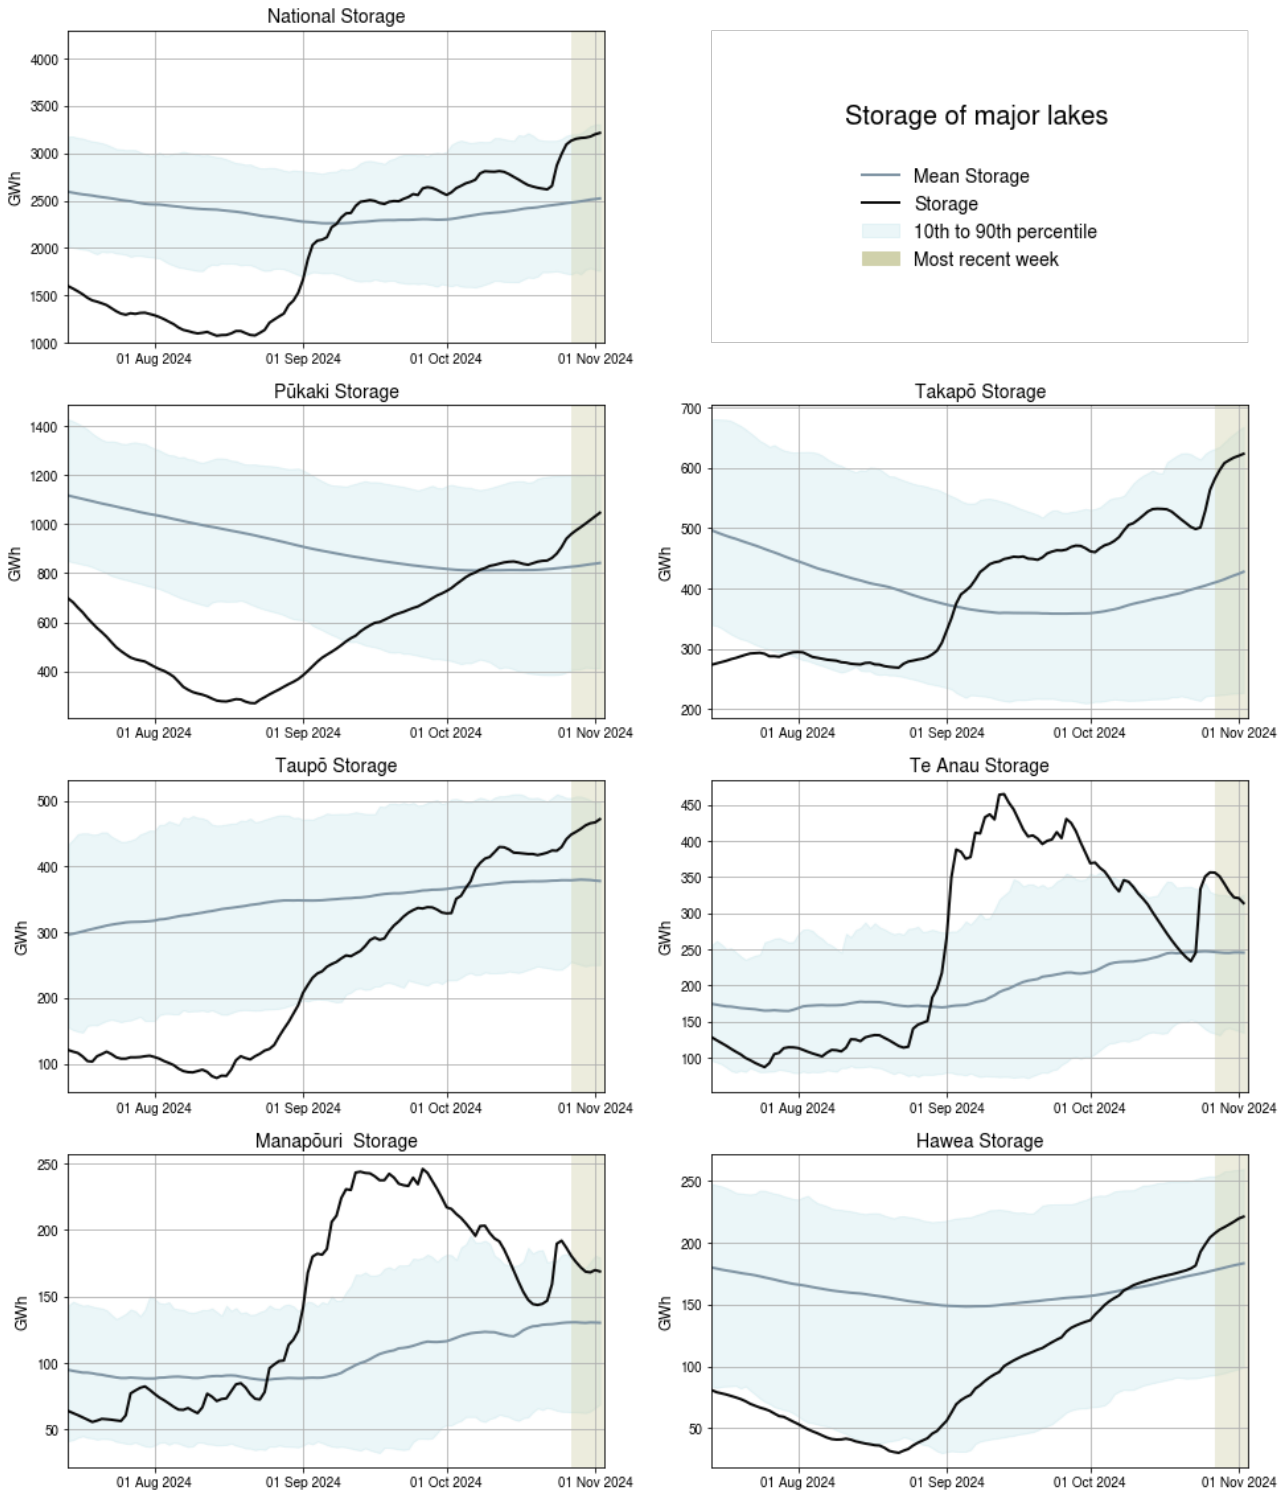 National Storage
4000
3500
3000
2500
2000
1500
1000
GWh
01 Aug 2024
01 Sep 2024
01 Oct 2024
01 Nov 2024
Storage of major lakes
Mean Storage
Storage
10th to 90th percentile
Most recent week
Pūkaki Storage
1400
1200
1000
800
600
400
GWh
01 Aug 2024
01 Sep 2024
01 Oct 2024
01 Nov 2024
Takapō Storage
700
600
500
400
300
200
GWh
01 Aug 2024
01 Sep 2024
01 Oct 2024
01 Nov 2024
Taupō Storage
500
400
300
200
100
GWh
01 Aug 2024
01 Sep 2024
01 Oct 2024
01 Nov 2024
Te Anau Storage
450
400
350
300
250
200
150
100
GWh
01 Aug 2024
01 Sep 2024
01 Oct 2024
01 Nov 2024
Manapōuri  Storage
250
200
150
100
50
GWh
01 Aug 2024
01 Sep 2024
01 Oct 2024
01 Nov 2024
Hawea Storage
250
200
150
100
50
GWh
01 Aug 2024
01 Sep 2024
01 Oct 2024
01 Nov 2024